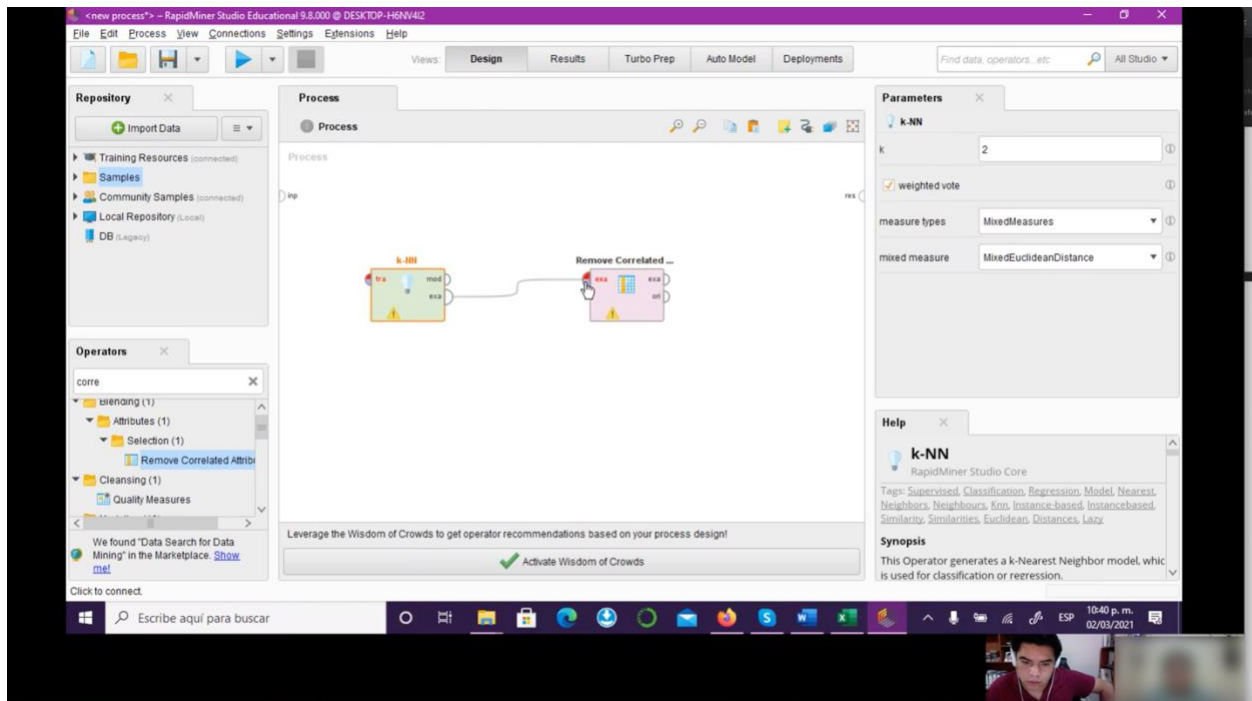 <new process*> – RapidMiner Studio Educational 9.8.000 @ DESKTOP-H6NV4I2
File Edit Process View Connections Settings Extensions Help
Views: Design Results Turbo Prep Auto Model Deployments Find data, operators...etc All Studio
Repository
Import Data
Training Resources (connected)
Samples
Community Samples (connected)
Local Repository (Local)
DB (Legacy)
Operators
corre
Blending (1)
Attributes (1)
Selection (1)
Remove Correlated Attribu
Cleansing (1)
Quality Measures
We found "Data Search for Data
Mining" in the Marketplace. Show
me!
Process
Process
Process
inp res
k-NN
tra mod
exa
Remove Correlated ...
exa exa
ori
Leverage the Wisdom of Crowds to get operator recommendations based on your process design!
Activate Wisdom of Crowds
Parameters
k-NN
k 2
weighted vote
measure types MixedMeasures
mixed measure MixedEuclideanDistance
Help
k-NN
RapidMiner Studio Core
Tags: Supervised, Classification, Regression, Model, Nearest,
Neighbors, Neighbours, Knn, Instance-based, Instancebased,
Similarity, Similarities, Euclidean, Distances, Lazy
Synopsis
This Operator generates a k-Nearest Neighbor model, whic
is used for classification or regression.
Click to connect.
Escribe aquí para buscar
ESP
10:40 p. m.
02/03/2021